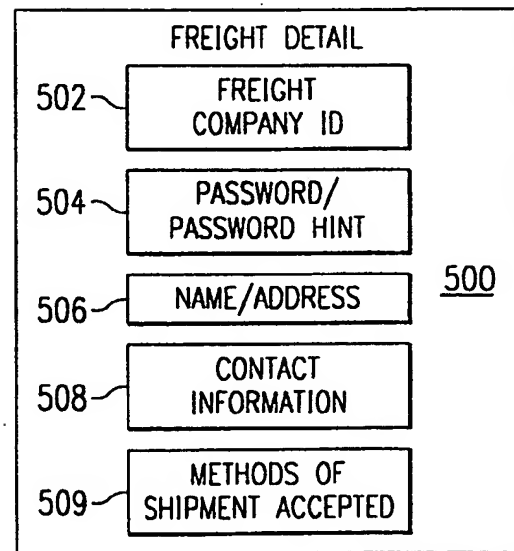 FREIGHT DETAIL
502
FREIGHT
COMPANY ID
504
PASSWORD/
PASSWORD HINT
500
506
NAME/ADDRESS
508
CONTACT
INFORMATION
509
METHODS OF
SHIPMENT ACCEPTED